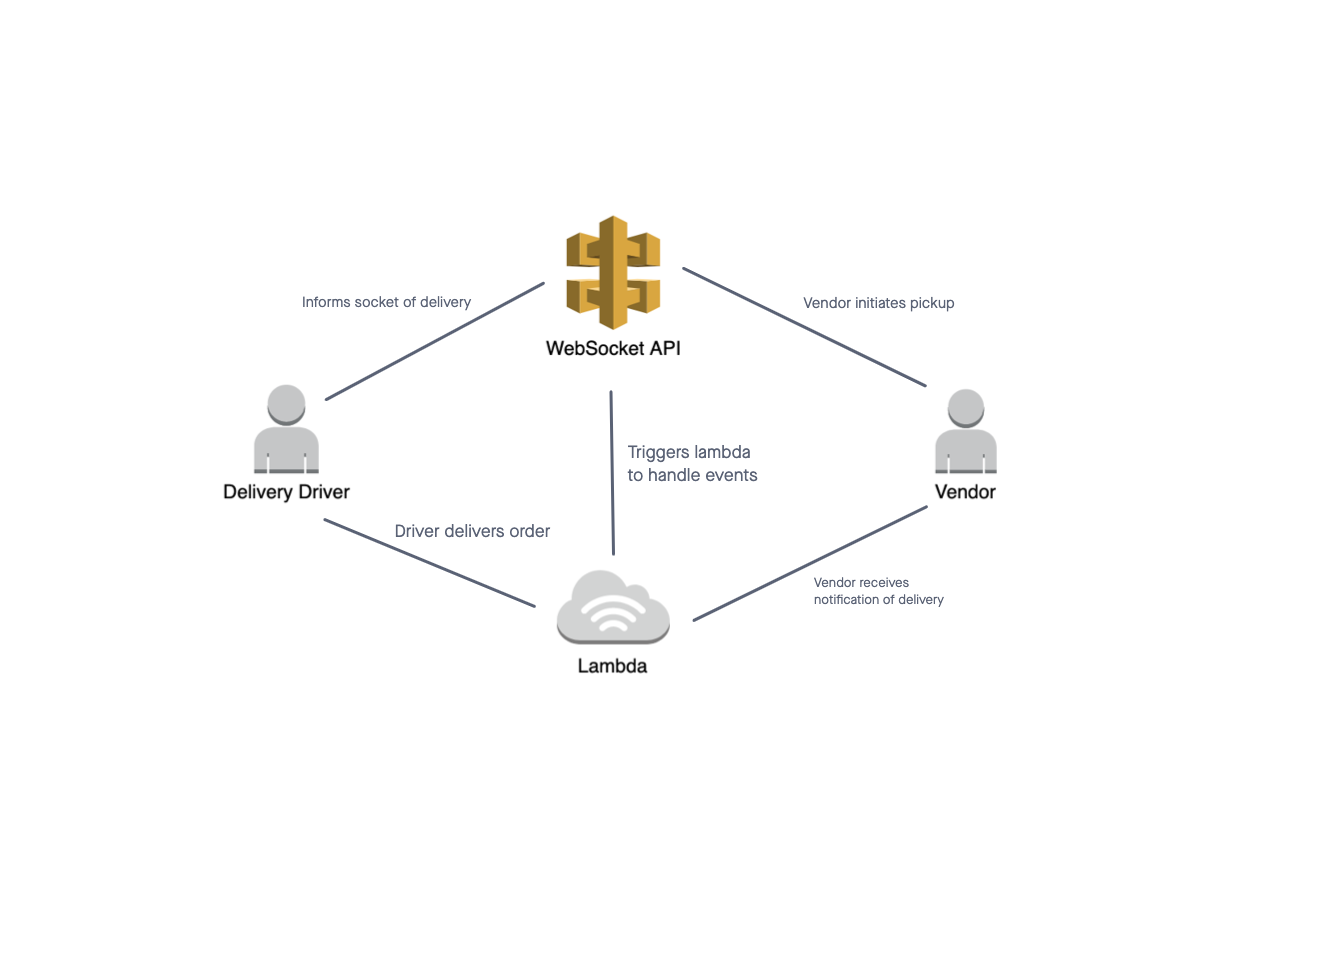 Informs socket of delivery
Vendor initiates pickup
WebSocket API
Triggers lambda
to handle events
Delivery Driver
Vendor
Driver delivers order
Vendor receives
notification of delivery
Lambda